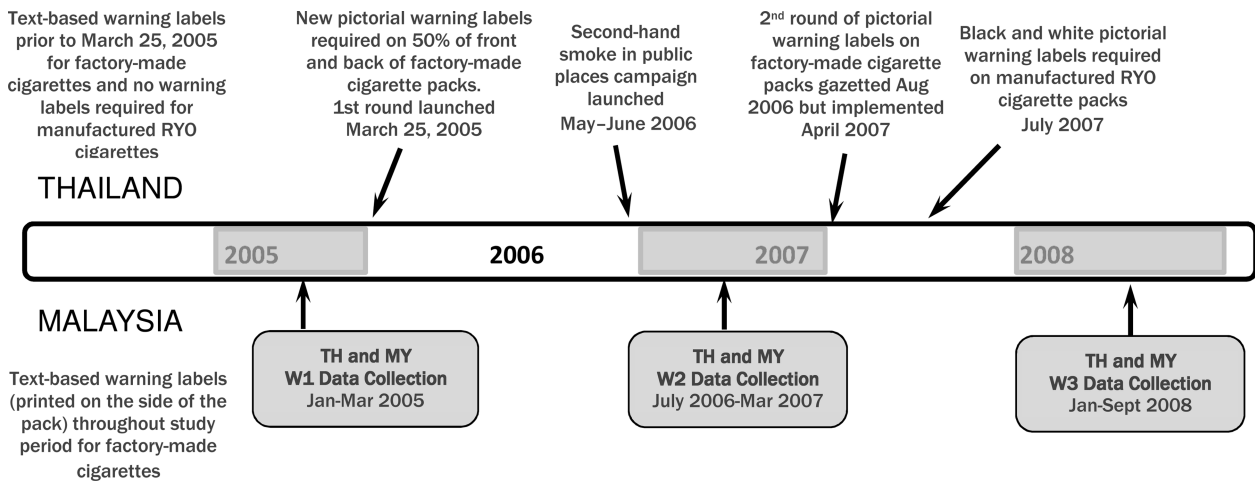 Text-based warning labels
prior to March 25, 2005
for factory-made
cigarettes and no warning
labels required for
manufactured RYO
cigarettes
New pictorial warning labels
required on 50% of front
and back of factory-made
cigarette packs.
1st round launched
March 25, 2005
Second-hand
smoke in public
places campaign
launched
May–June 2006
2nd round of pictorial
warning labels on
factory-made cigarette
packs gazetted Aug
2006 but implemented
April 2007
Black and white pictorial
warning labels required
on manufactured RYO
cigarette packs
July 2007
THAILAND
2005
2006
2007
2008
MALAYSIA
Text-based warning labels
(printed on the side of the
pack) throughout study
period for factory-made
cigarettes
TH and MY
W1 Data Collection
Jan-Mar 2005
TH and MY
W2 Data Collection
July 2006-Mar 2007
TH and MY
W3 Data Collection
Jan-Sept 2008